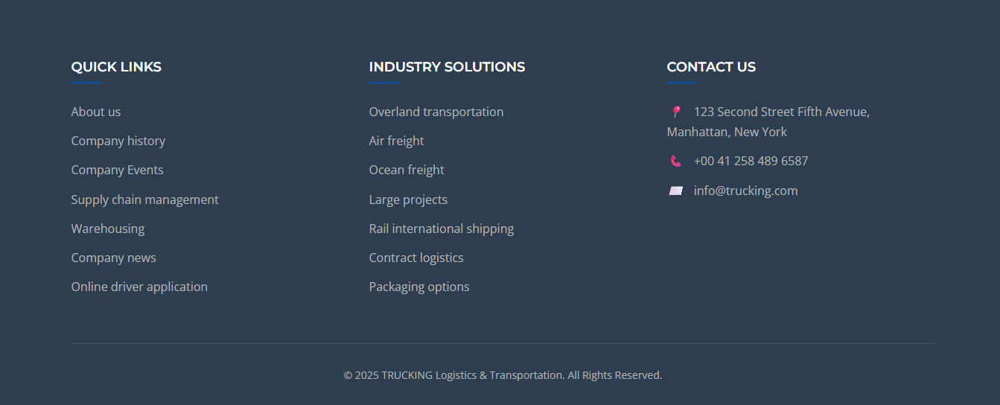 QUICK LINKS
About us
Company history
Company Events
Supply chain management
Warehousing
Company news
Online driver application
INDUSTRY SOLUTIONS
Overland transportation
Air freight
Ocean freight
Large projects
Rail international shipping
Contract logistics
Packaging options
CONTACT US
123 Second Street Fifth Avenue,
Manhattan, New York
+00 41 258 489 6587
info@trucking.com
© 2025 TRUCKING Logistics & Transportation. All Rights Reserved.